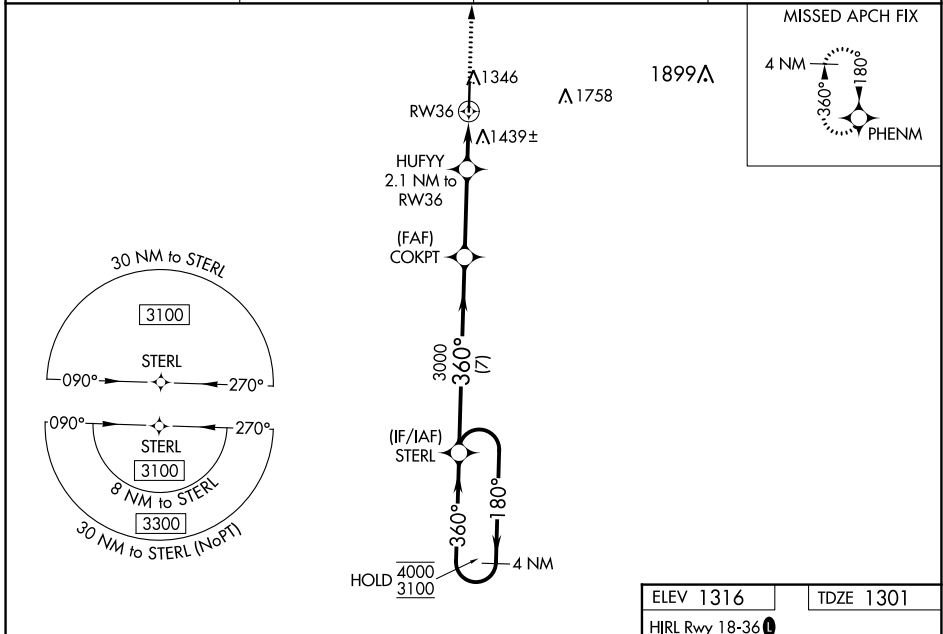 MISSED APCH FIX
4 NM
180°
360°
PHENM
1346
1899
1758
RW36
1439±
HUFYY
2.1 NM to
RW36
(FAF)
COKPT
3000
360°
(7)
(IF/IAF)
STERL
360°
180°
HOLD 4000
3100
4 NM
30 NM to STERL
3100
STERL
090°
270°
090°
270°
STERL
3100
8 NM to STERL
3300
30 NM to STERL (NoPT)
ELEV 1316
TDZE 1301
HIRL Rwy 18-36 L